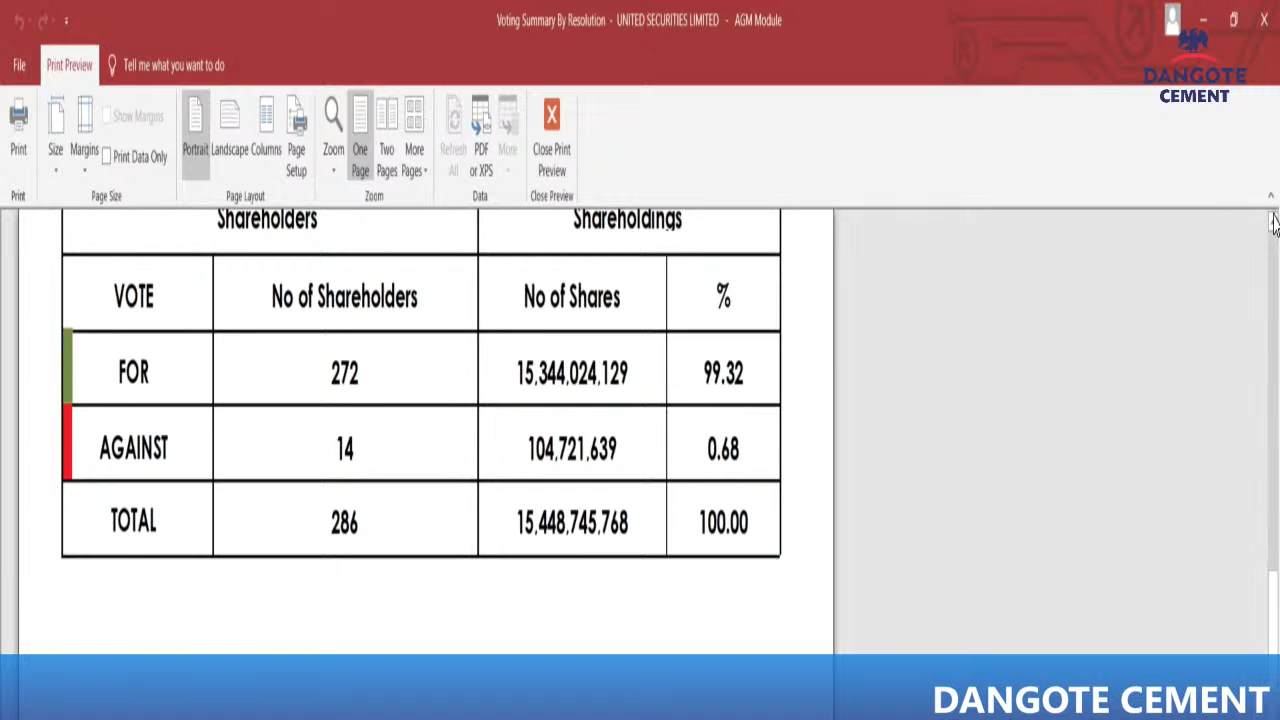 Voting Summary By Resolution - UNITED SECURITIES LIMITED - AGM Module
File Print Preview Tell me what you want to do
DANGOTE
CEMENT
Print
Size
Margins
Show Margins
Print Data Only
Portrait
Landscape
Columns
Page
Setup
Zoom
One
Page
Two
Pages
More
Pages
Refresh
All
PDF
or XPS
More
Close Print
Preview
Print Page Size Page Layout Zoom Data Close Preview
Shareholders Shareholdings
VOTE No of Shareholders No of Shares %
FOR 272 15,344,024,129 99.32
AGAINST 14 104,721,639 0.68
TOTAL 286 15,448,745,768 100.00
DANGOTE CEMENT